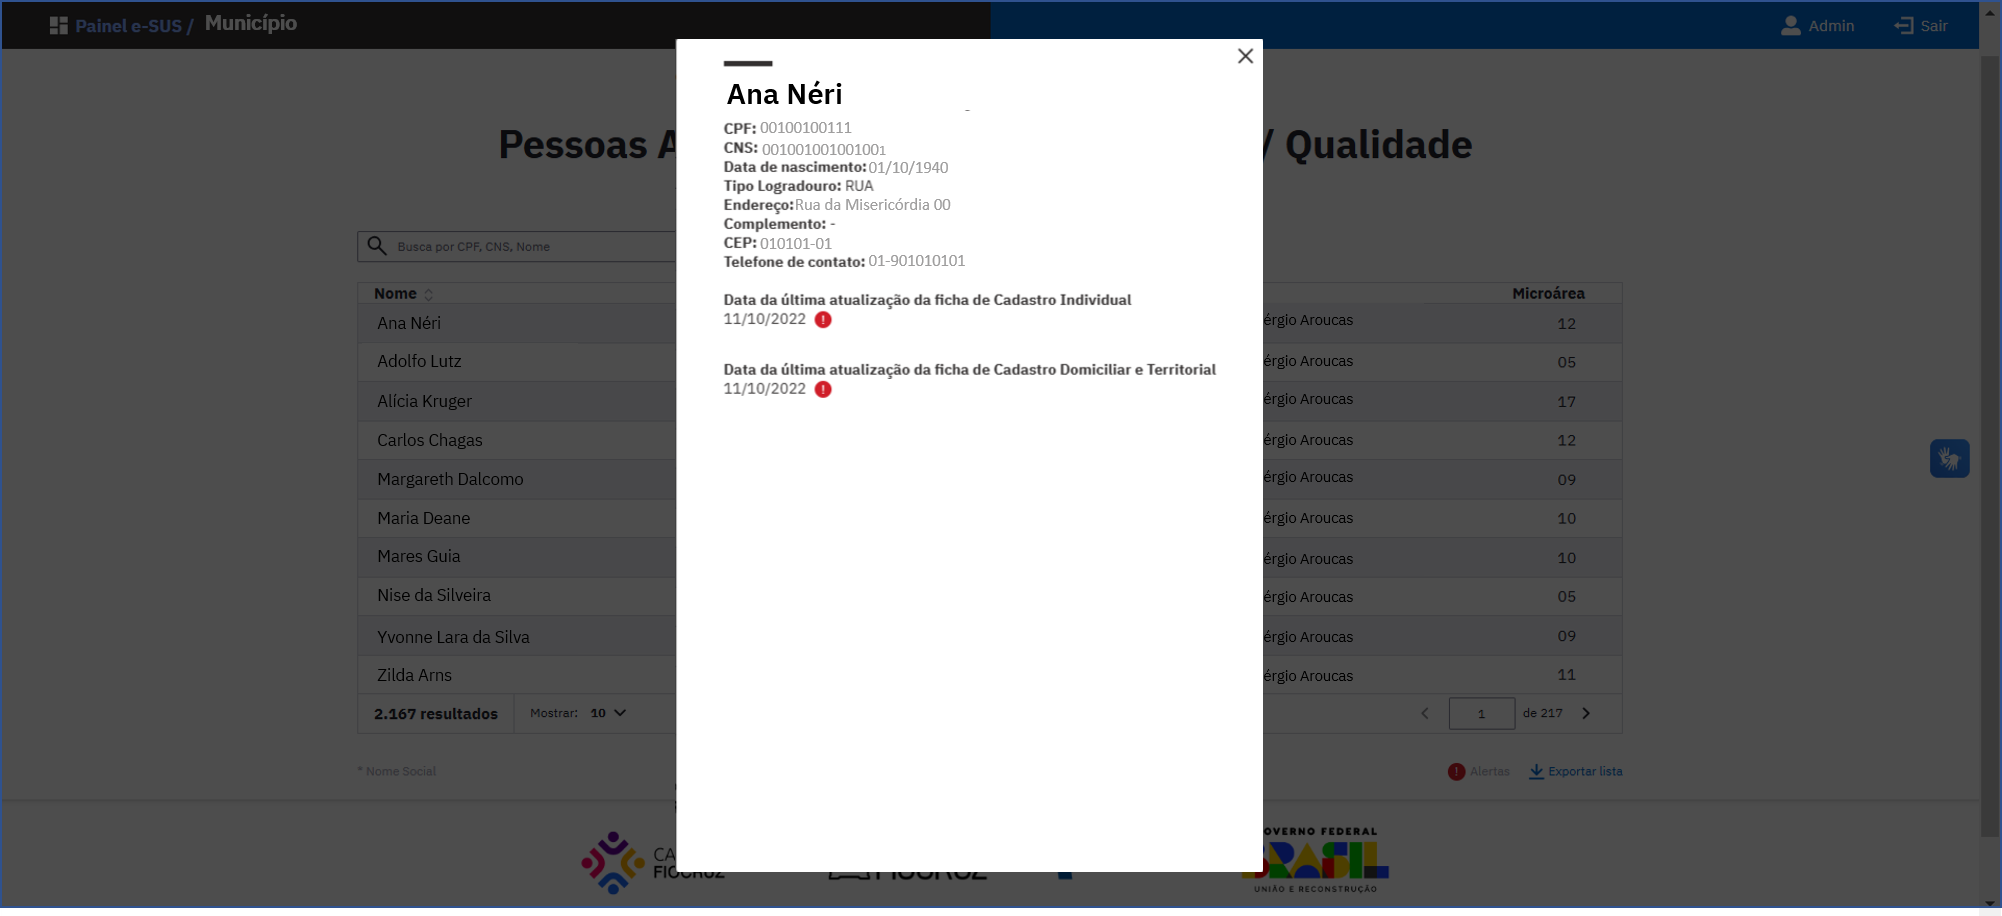 Painel e-SUS / Município
Admin
Sair
Pessoas A
/ Qualidade
Busca por CPF, CNS, Nome
Nome
Microárea
Ana Néri
érgio Aroucas
12
Adolfo Lutz
érgio Aroucas
05
Alícia Kruger
érgio Aroucas
17
Carlos Chagas
érgio Aroucas
12
Margareth Dalcomo
érgio Aroucas
09
Maria Deane
érgio Aroucas
10
Mares Guia
érgio Aroucas
10
Nise da Silveira
érgio Aroucas
05
Yvonne Lara da Silva
érgio Aroucas
09
Zilda Arns
érgio Aroucas
11
2.167 resultados
Mostrar: 10
1 de 217
* Nome Social
Alertas
Exportar lista
Ana Néri
CPF: 00100100111
CNS: 001001001001001
Data de nascimento: 01/10/1940
Tipo Logradouro: RUA
Endereço: Rua da Misericórdia 00
Complemento: -
CEP: 010101-01
Telefone de contato: 01-901010101
Data da última atualização da ficha de Cadastro Individual
11/10/2022
Data da última atualização da ficha de Cadastro Domiciliar e Territorial
11/10/2022
CA
FIOCRUZ
FIOCRUZ
OVERNO FEDERAL
BRASIL
UNIÃO E RECONSTRUÇÃO